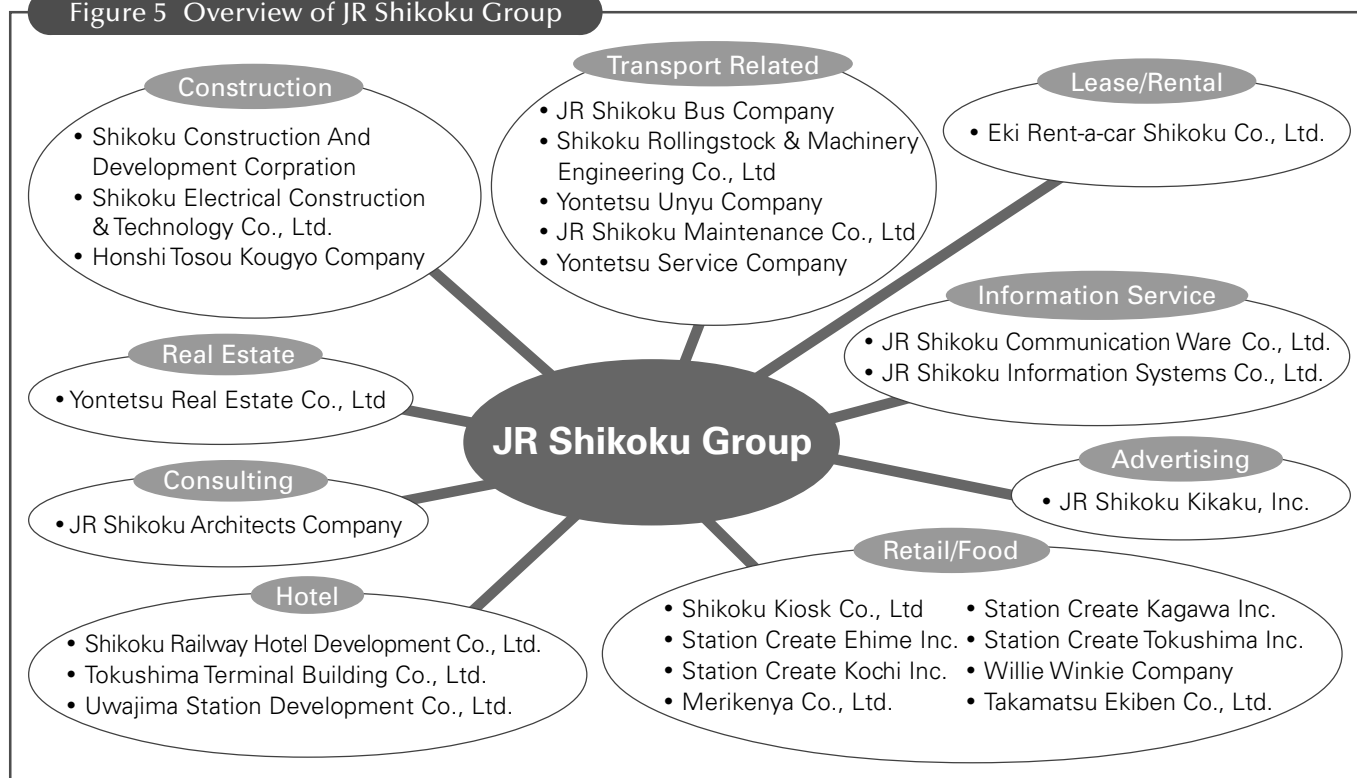 Figure 5 Overview of JR Shikoku Group
Construction
• Shikoku Construction And
Development Corpration
• Shikoku Electrical Construction
& Technology Co., Ltd.
• Honshi Tosou Kougyo Company
Transport Related
• JR Shikoku Bus Company
• Shikoku Rollingstock & Machinery
Engineering Co., Ltd
• Yontetsu Unyu Company
• JR Shikoku Maintenance Co., Ltd
• Yontetsu Service Company
Lease/Rental
• Eki Rent-a-car Shikoku Co., Ltd.
Information Service
• JR Shikoku Communication Ware Co., Ltd.
• JR Shikoku Information Systems Co., Ltd.
Real Estate
• Yontetsu Real Estate Co., Ltd
JR Shikoku Group
Advertising
• JR Shikoku Kikaku, Inc.
Consulting
• JR Shikoku Architects Company
Hotel
• Shikoku Railway Hotel Development Co., Ltd.
• Tokushima Terminal Building Co., Ltd.
• Uwajima Station Development Co., Ltd.
Retail/Food
• Shikoku Kiosk Co., Ltd
• Station Create Ehime Inc.
• Station Create Kochi Inc.
• Merikenya Co., Ltd.
• Station Create Kagawa Inc.
• Station Create Tokushima Inc.
• Willie Winkie Company
• Takamatsu Ekiben Co., Ltd.